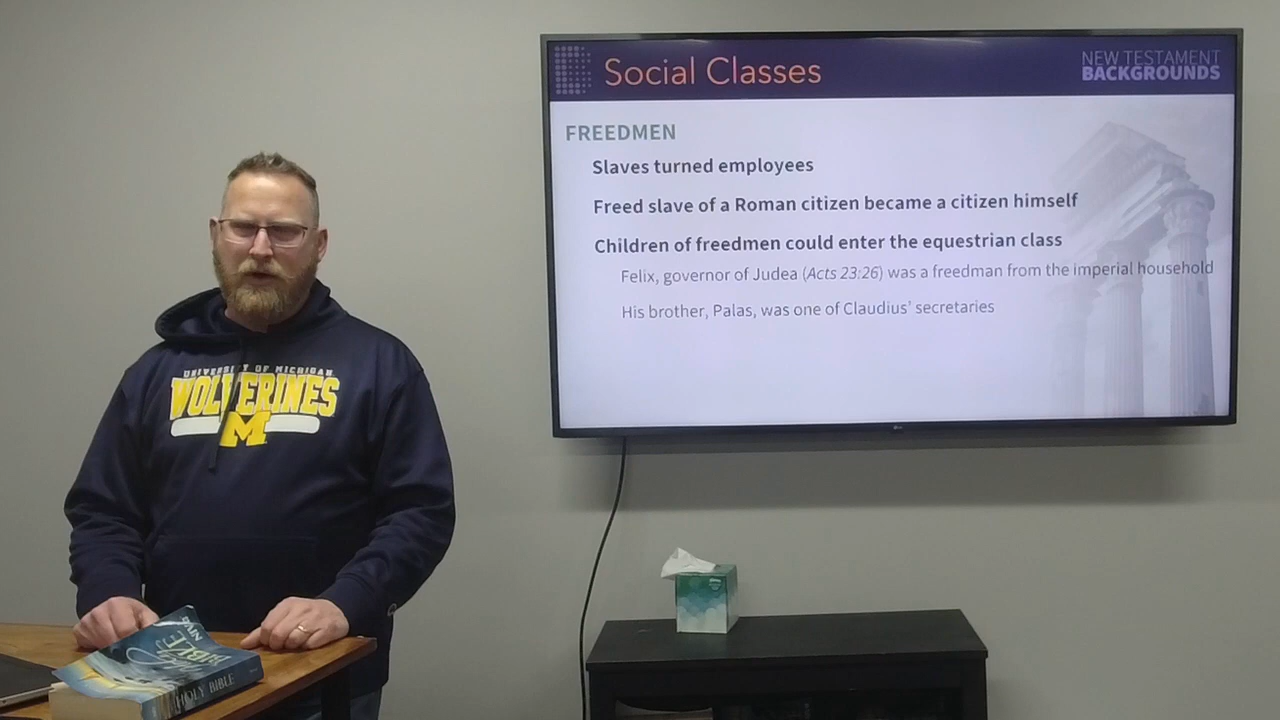 Social Classes
NEW TESTAMENT
BACKGROUNDS
FREEDMEN
Slaves turned employees
Freed slave of a Roman citizen became a citizen himself
Children of freedmen could enter the equestrian class
Felix, governor of Judea (Acts 23:26) was a freedman from the imperial household
His brother, Palas, was one of Claudius' secretaries
UNIVERSITY OF MICHIGAN
WOLVERINES
M
NIV
BIBLE
HOLY BIBLE